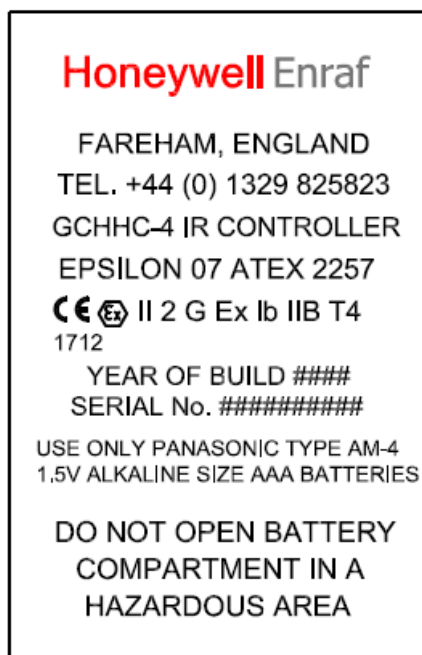 Honeywell Enraf
FAREHAM, ENGLAND
TEL. +44 (0) 1329 825823
GCHHC-4 IR CONTROLLER
EPSILON 07 ATEX 2257
CE Ex II 2 G Ex Ib IIB T4
1712
YEAR OF BUILD ####
SERIAL No. ##########
USE ONLY PANASONIC TYPE AM-4
1.5V ALKALINE SIZE AAA BATTERIES
DO NOT OPEN BATTERY
COMPARTMENT IN A
HAZARDOUS AREA